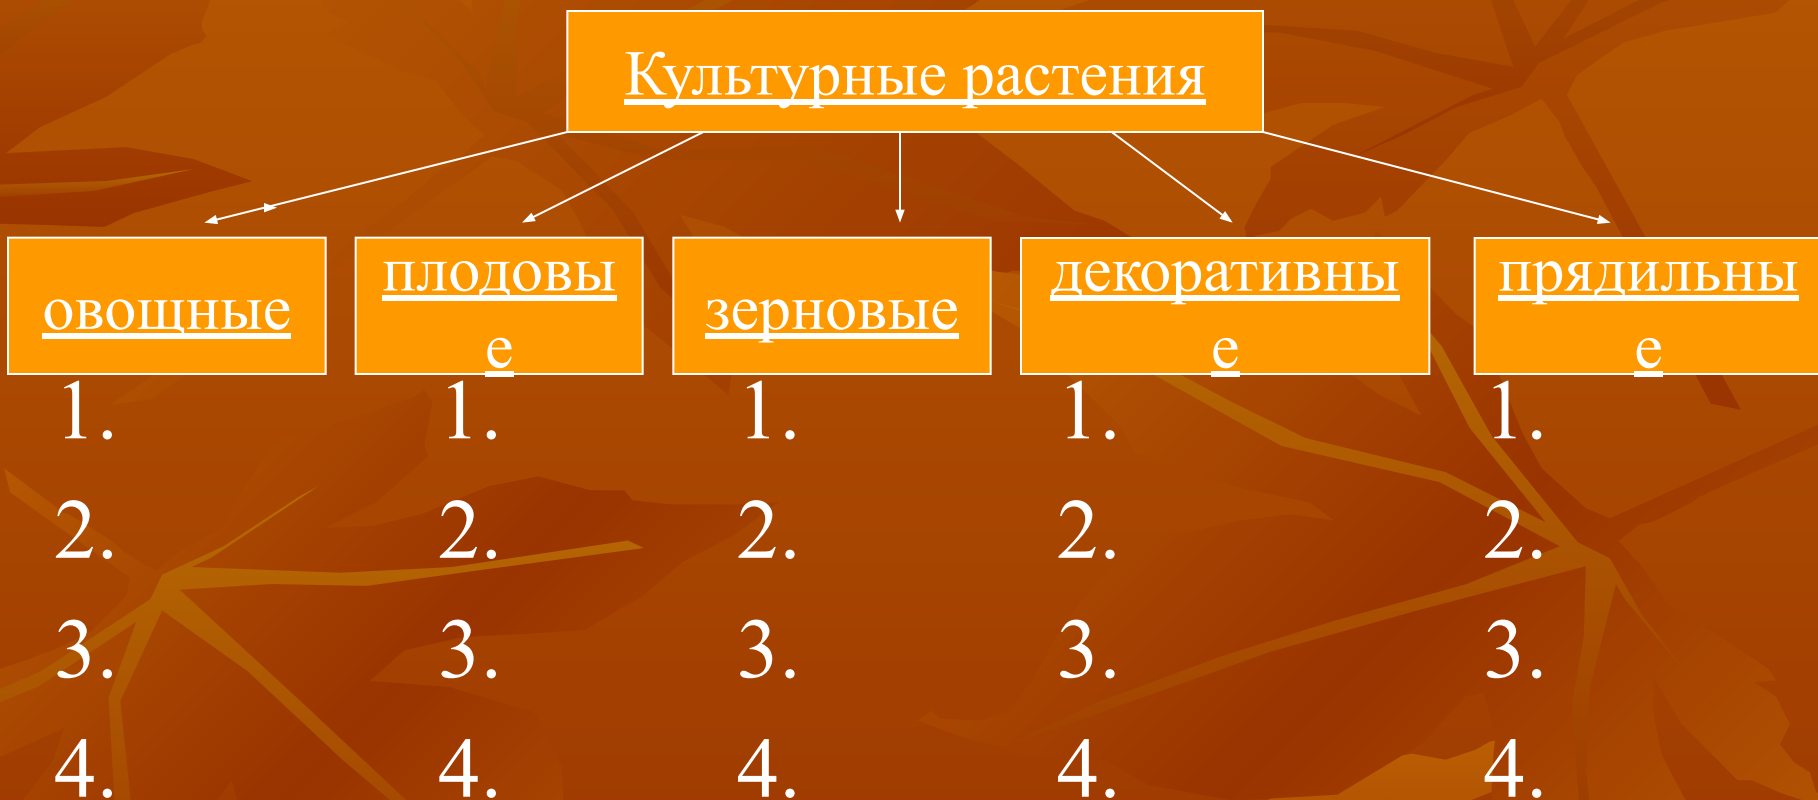 Культурные растения
овощные
плодовы
е
зерновые
декоративны
е
прядильны
е
1. 1. 1. 1. 1.
2. 2. 2. 2. 2.
3. 3. 3. 3. 3.
4. 4. 4. 4. 4.